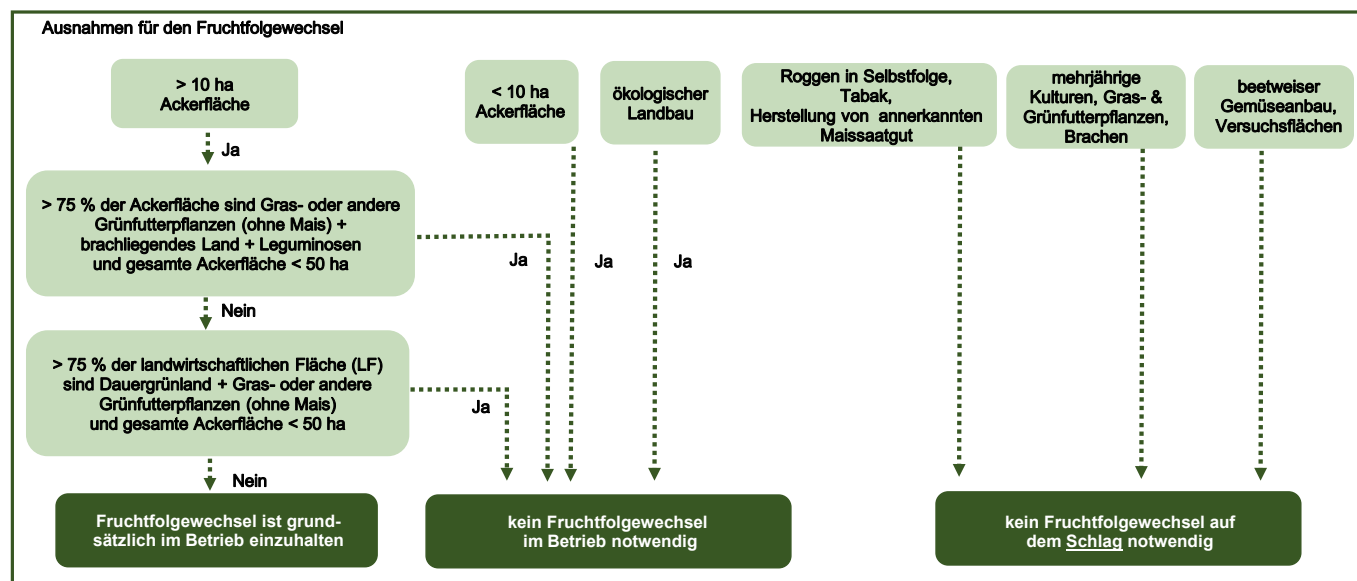 Ausnahmen für den Fruchtfolgewechsel
> 10 ha
Ackerfläche
< 10 ha
Ackerfläche
ökologischer
Landbau
Roggen in Selbstfolge,
Tabak,
Herstellung von annerkannten
Maissaatgut
mehrjährige
Kulturen, Gras- &
Grünfutterpflanzen,
Brachen
beetweiser
Gemüseanbau,
Versuchsflächen
Ja
> 75 % der Ackerfläche sind Gras- oder andere
Grünfutterpflanzen (ohne Mais) +
brachliegendes Land + Leguminosen
und gesamte Ackerfläche < 50 ha
Ja
Ja
Ja
Nein
> 75 % der landwirtschaftlichen Fläche (LF)
sind Dauergrünland + Gras- oder andere
Grünfutterpflanzen (ohne Mais)
und gesamte Ackerfläche < 50 ha
Ja
Nein
Fruchtfolgewechsel ist grund-
sätzlich im Betrieb einzuhalten
kein Fruchtfolgewechsel
im Betrieb notwendig
kein Fruchtfolgewechsel auf
dem Schlag notwendig